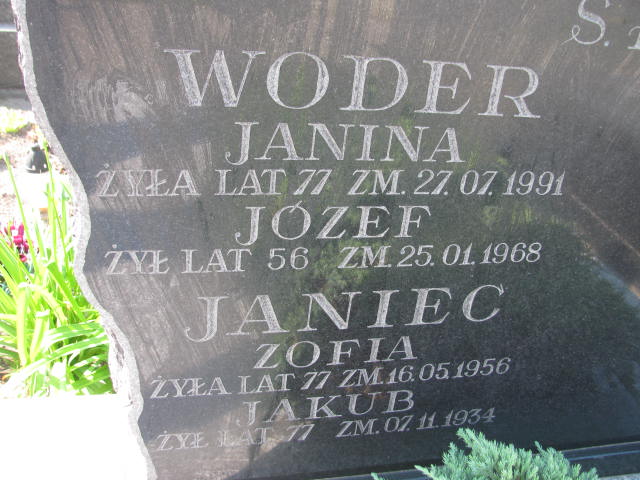 Ś.
WODER
JANINA
ŻYŁA LAT 77 ZM. 27.07.1991
JÓZEF
ŻYŁ LAT 56 ZM. 25.01.1968
JANIEC
ZOFIA
ŻYŁA LAT 77 ZM.16.05.1956
JAKUB
ŻYŁ LAT 77 ZM. 07.11.1934